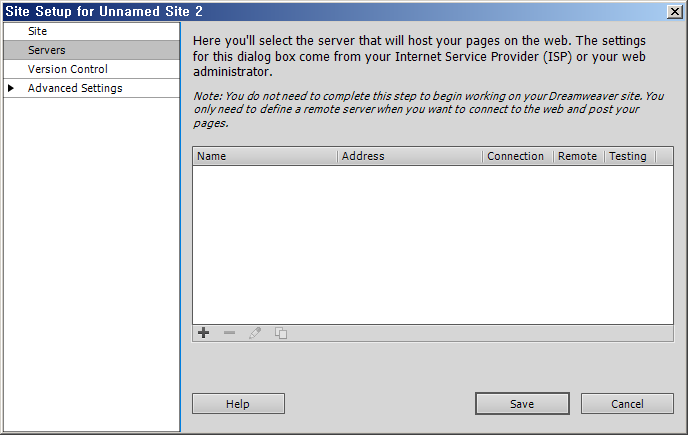 Site Setup for Unnamed Site 2
Site
Servers
Version Control
Advanced Settings
Here you'll select the server that will host your pages on the web. The settings
for this dialog box come from your Internet Service Provider (ISP) or your web
administrator.
Note: You do not need to complete this step to begin working on your Dreamweaver site. You
only need to define a remote server when you want to connect to the web and post your
pages.
Name Address Connection Remote Testing
Help Save Cancel